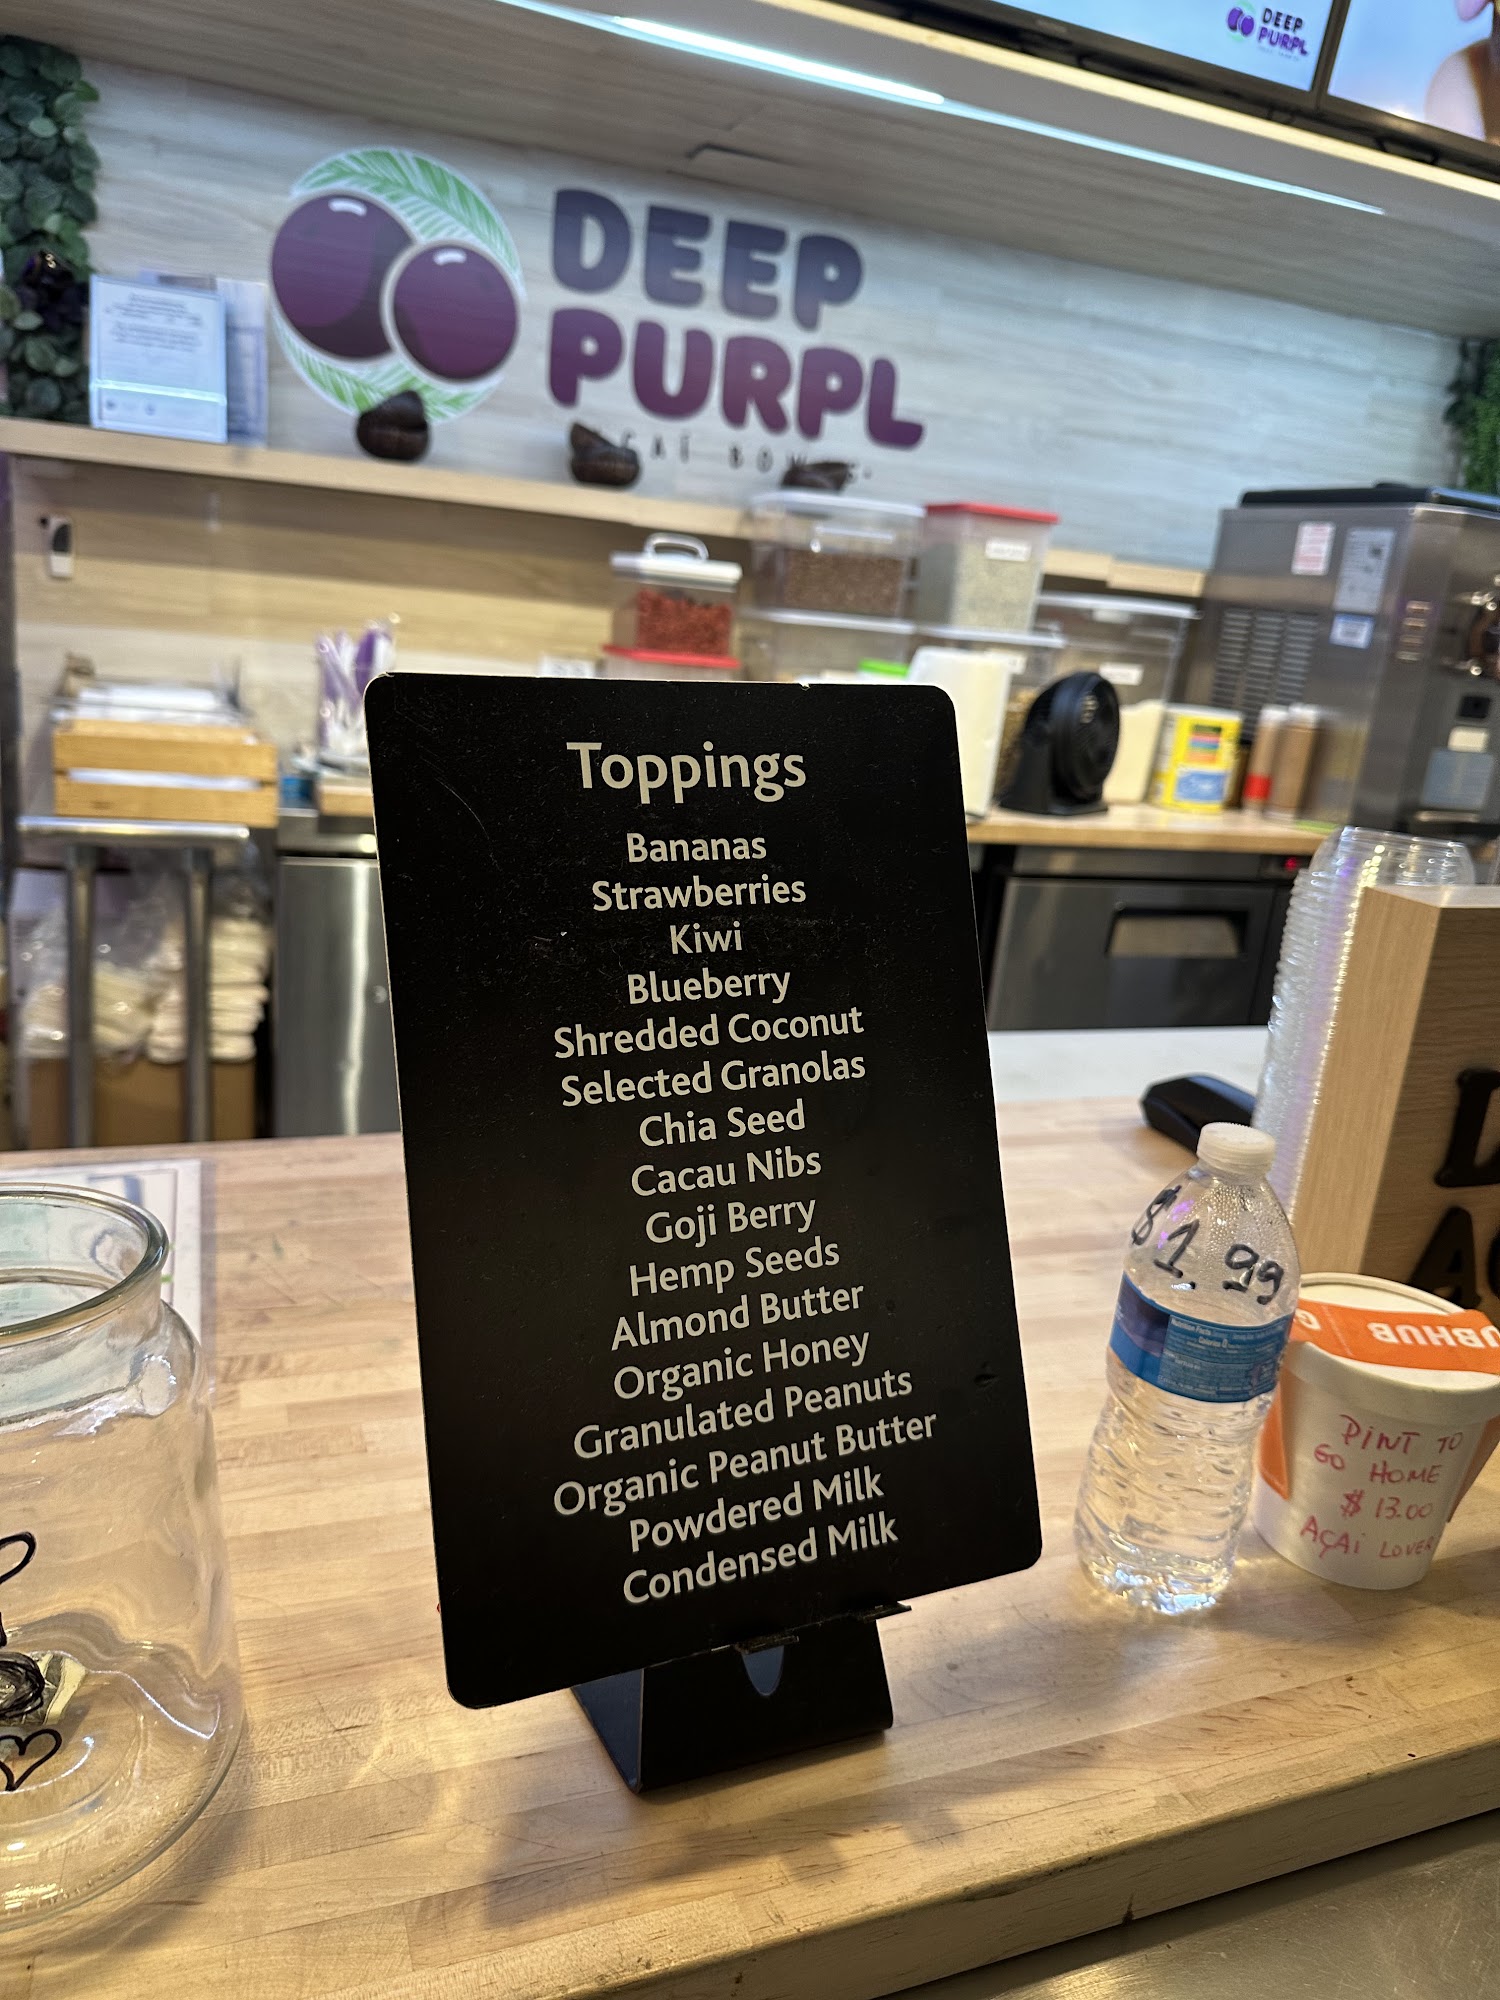 DEEP
PURPL
DEEP
PURPL
Toppings
Bananas
Strawberries
Kiwi
Blueberry
Shredded Coconut
Selected Granolas
Chia Seed
Cacau Nibs
Goji Berry
Hemp Seeds
Almond Butter
Organic Honey
Granulated Peanuts
Organic Peanut Butter
Powdered Milk
Condensed Milk
$1.99
PINT TO
GO HOME
$13.00
AÇAI LOVER